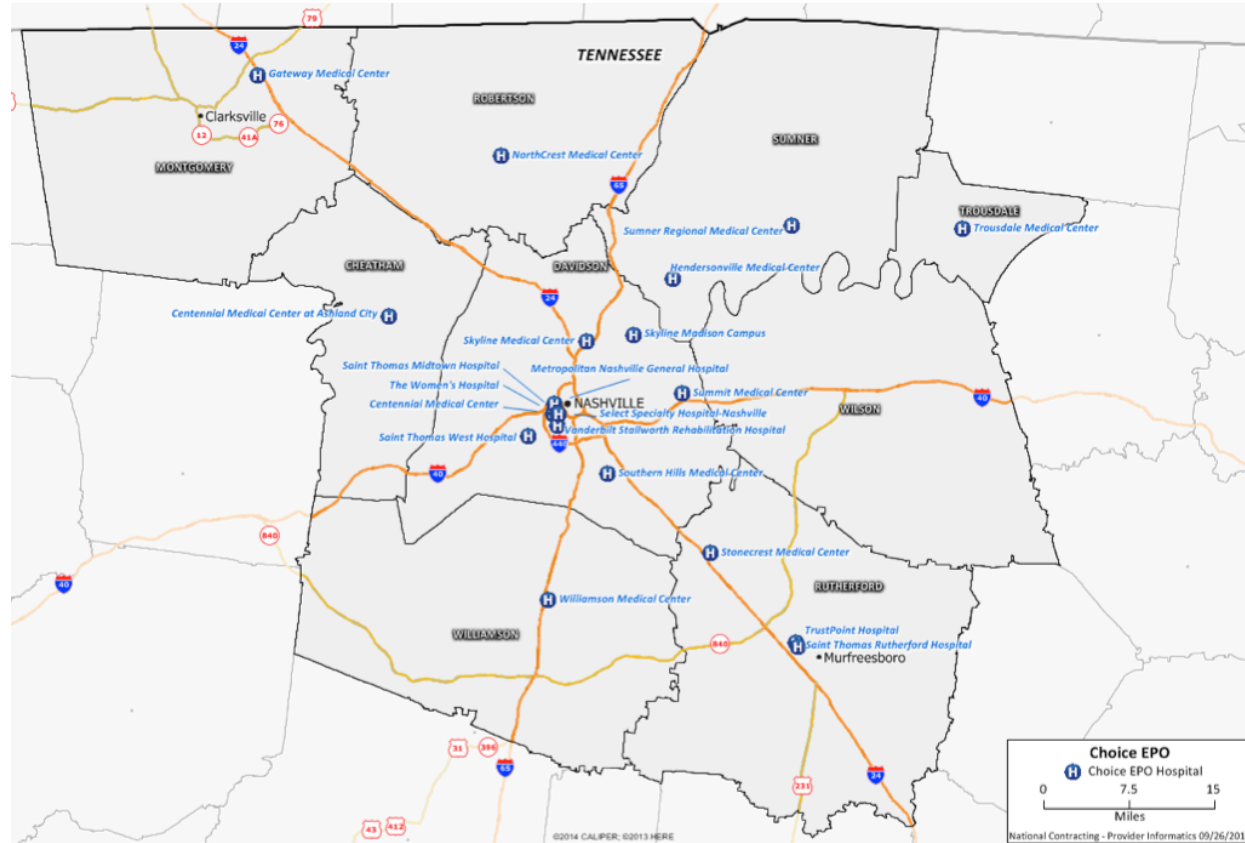 79
24
TENNESSEE
Gateway Medical Center
ROBERTSON
Clarksville
76
12
41A
SUMNER
NorthCrest Medical Center
MONTGOMERY
65
TROUSDALE
Sumner Regional Medical Center
Trousdale Medical Center
CHEATHAM
DAVIDSON
Hendersonville Medical Center
24
Centennial Medical Center at Ashland City
Skyline Medical Center
Skyline Madison Campus
Saint Thomas Midtown Hospital
Metropolitan Nashville General Hospital
The Women's Hospital
Summit Medical Center
40
Centennial Medical Center
NASHVILLE
WILSON
Select Specialty Hospital-Nashville
Vanderbilt Stallworth Rehabilitation Hospital
Saint Thomas West Hospital
440
40
Southern Hills Medical Center
840
Stonecrest Medical Center
40
RUTHERFORD
Williamson Medical Center
WILLIAMSON
TrustPoint Hospital
840
Saint Thomas Rutherford Hospital
Murfreesboro
31
396
65
24
231
43
412
Choice EPO
H Choice EPO Hospital
0 7.5 15
Miles
©2014 CALIPER; ©2013 HERE
National Contracting - Provider Informatics 09/26/201